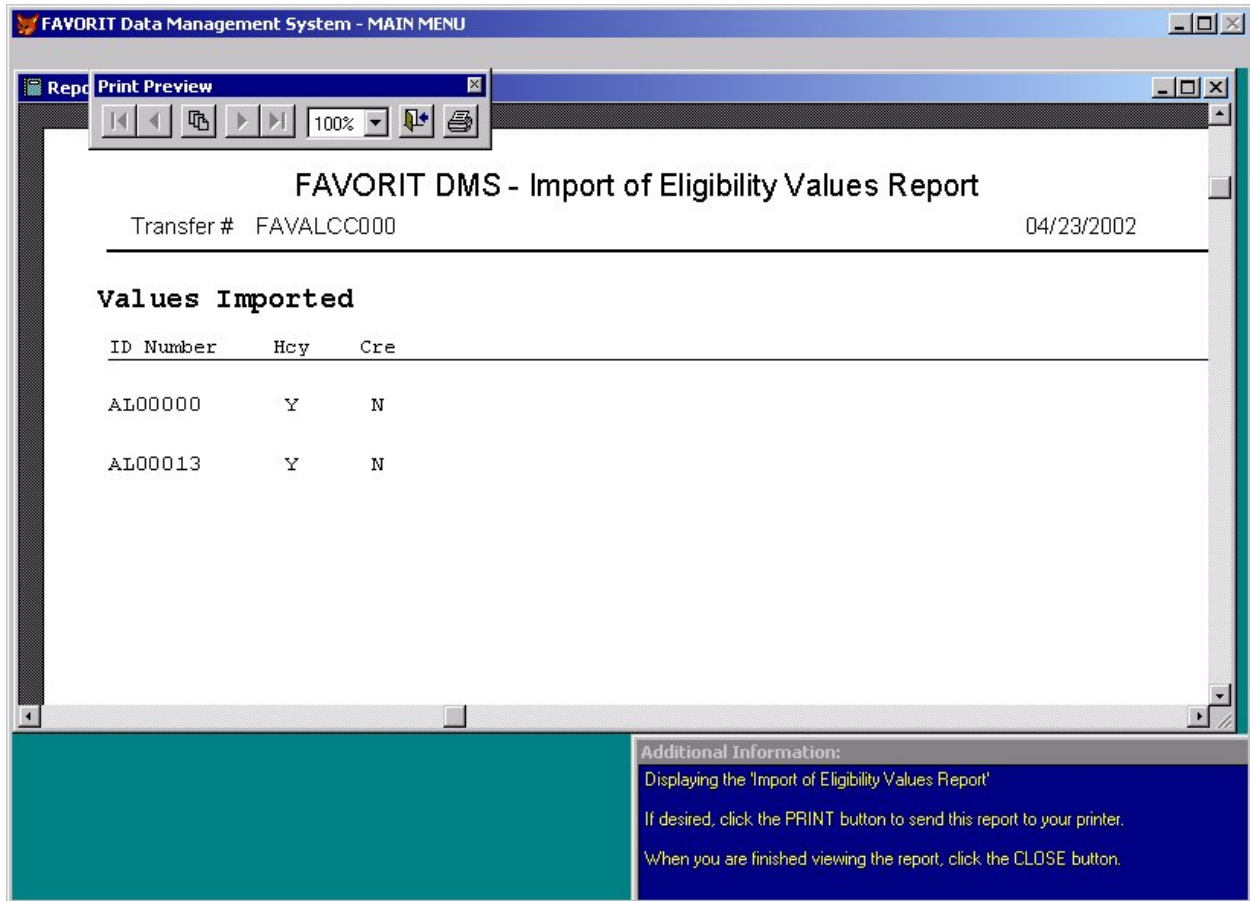 FAVORIT Data Management System - MAIN MENU
Repo
Print Preview
100%
FAVORIT DMS - Import of Eligibility Values Report
Transfer # FAVALCC000 04/23/2002
Values Imported
ID Number Hcy Cre
AL00000 Y N
AL00013 Y N
Additional Information:
Displaying the 'Import of Eligibility Values Report'
If desired, click the PRINT button to send this report to your printer.
When you are finished viewing the report, click the CLOSE button.